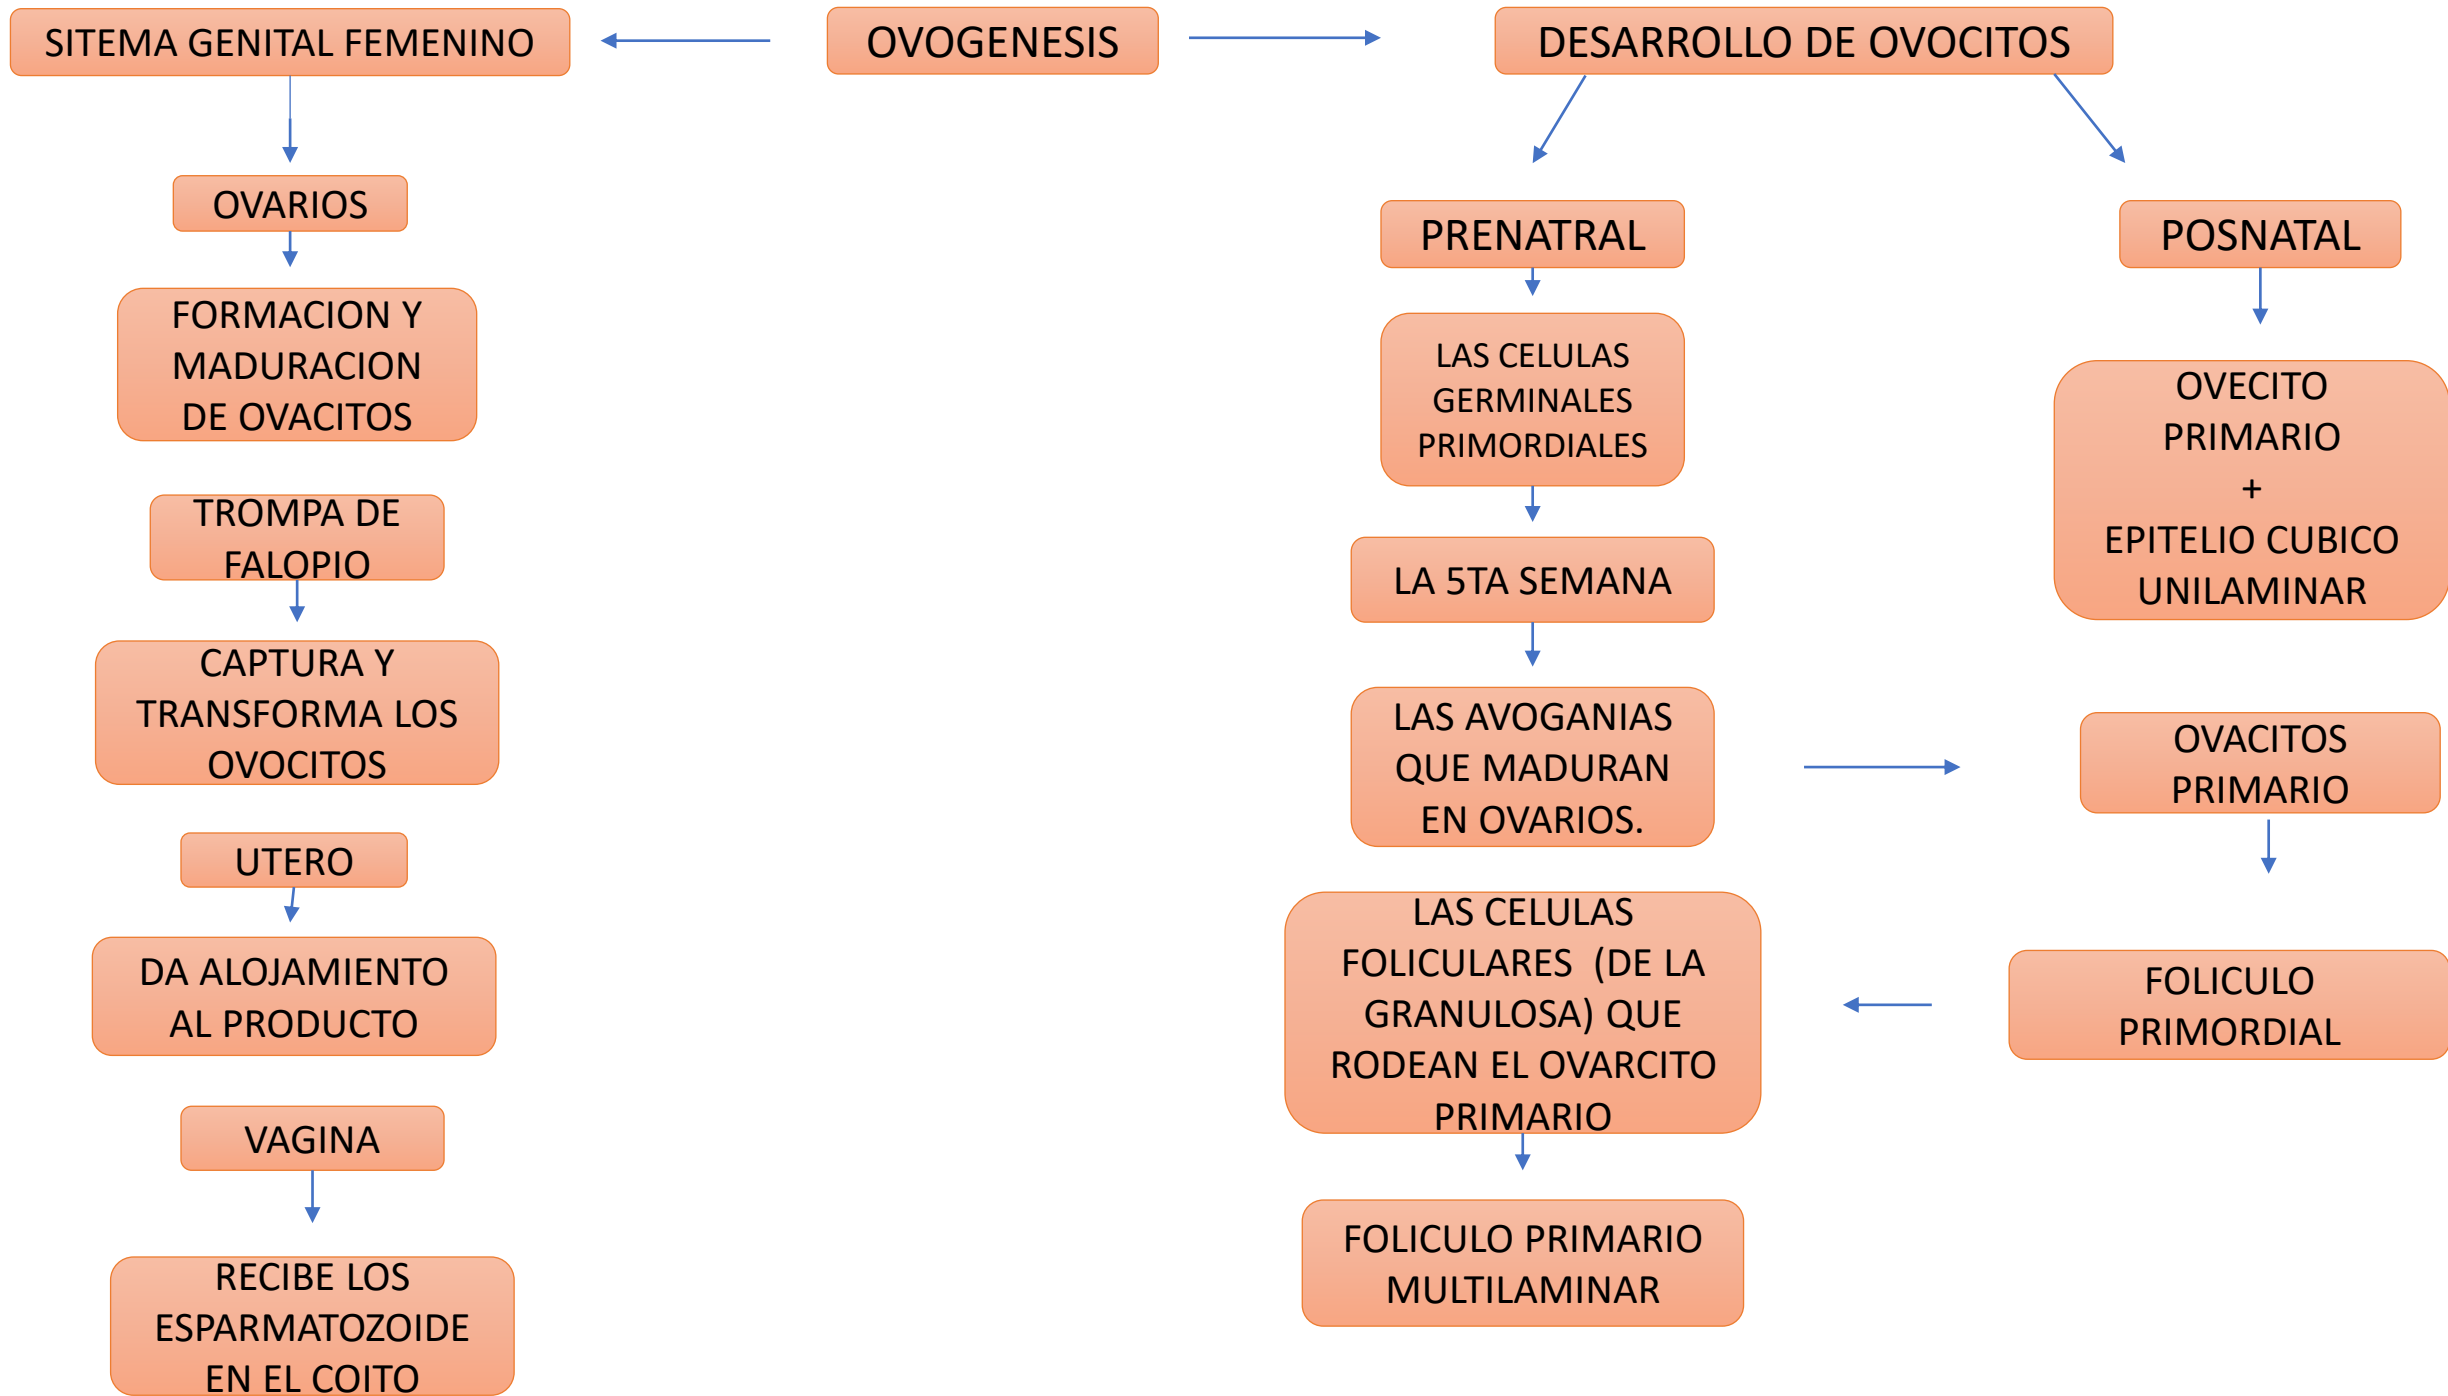 SITEMA GENITAL FEMENINO
OVOGENESIS
DESARROLLO DE OVOCITOS
OVARIOS
FORMACION Y
MADURACION
DE OVACITOS
TROMPA DE
FALOPIO
CAPTURA Y
TRANSFORMA LOS
OVOCITOS
UTERO
DA ALOJAMIENTO
AL PRODUCTO
VAGINA
RECIBE LOS
ESPARMATOZOIDE
EN EL COITO
PRENATRAL
LAS CELULAS
GERMINALES
PRIMORDIALES
LA 5TA SEMANA
LAS AVOGANIAS
QUE MADURAN
EN OVARIOS.
LAS CELULAS
FOLICULARES (DE LA
GRANULOSA) QUE
RODEAN EL OVARCITO
PRIMARIO
FOLICULO PRIMARIO
MULTILAMINAR
POSNATAL
OVECITO
PRIMARIO
+
EPITELIO CUBICO
UNILAMINAR
OVACITOS
PRIMARIO
FOLICULO
PRIMORDIAL